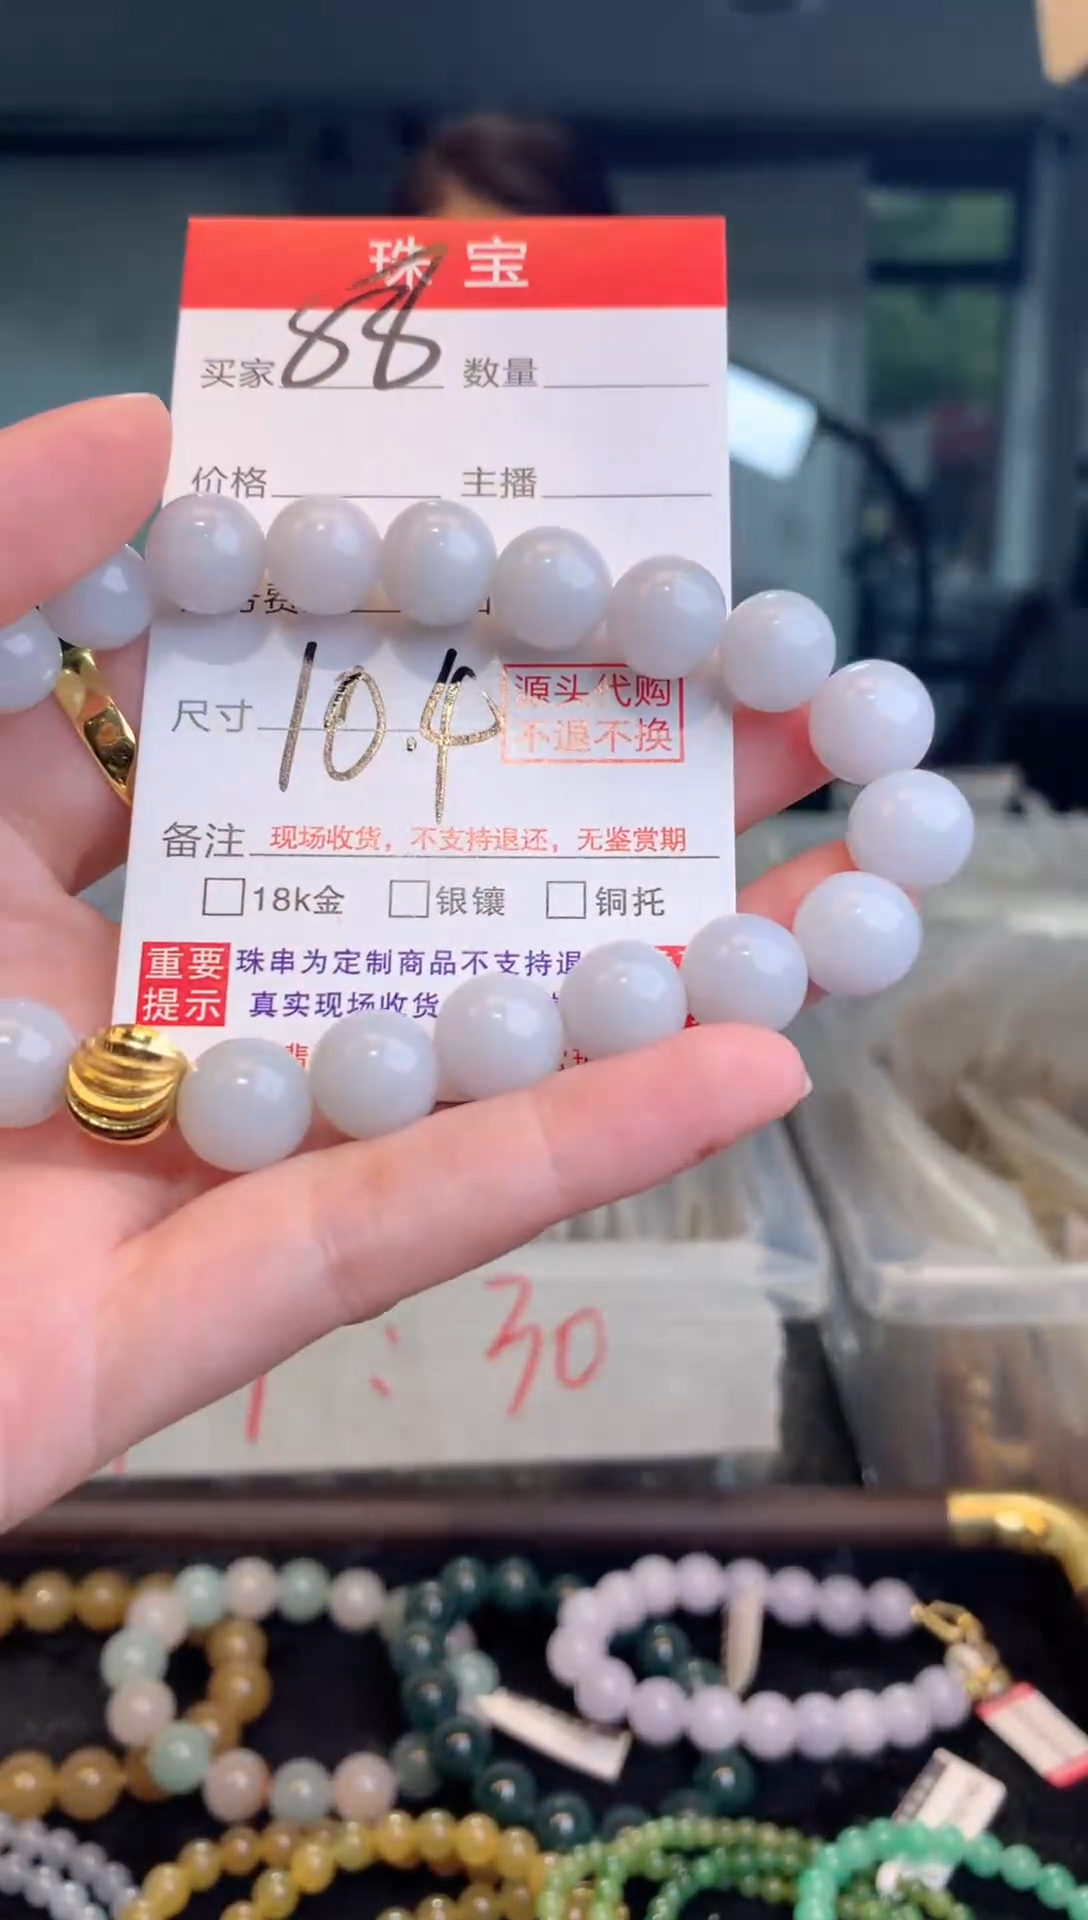 珠宝
买家 88 数量
价格 主播
费
尺寸 10.4
源头代购
不退不换
备注 现场收货，不支持退还，无鉴赏期
18k金 银镶 铜托
重要提示
珠串为定制商品不支持退
真实现场收货
: 30